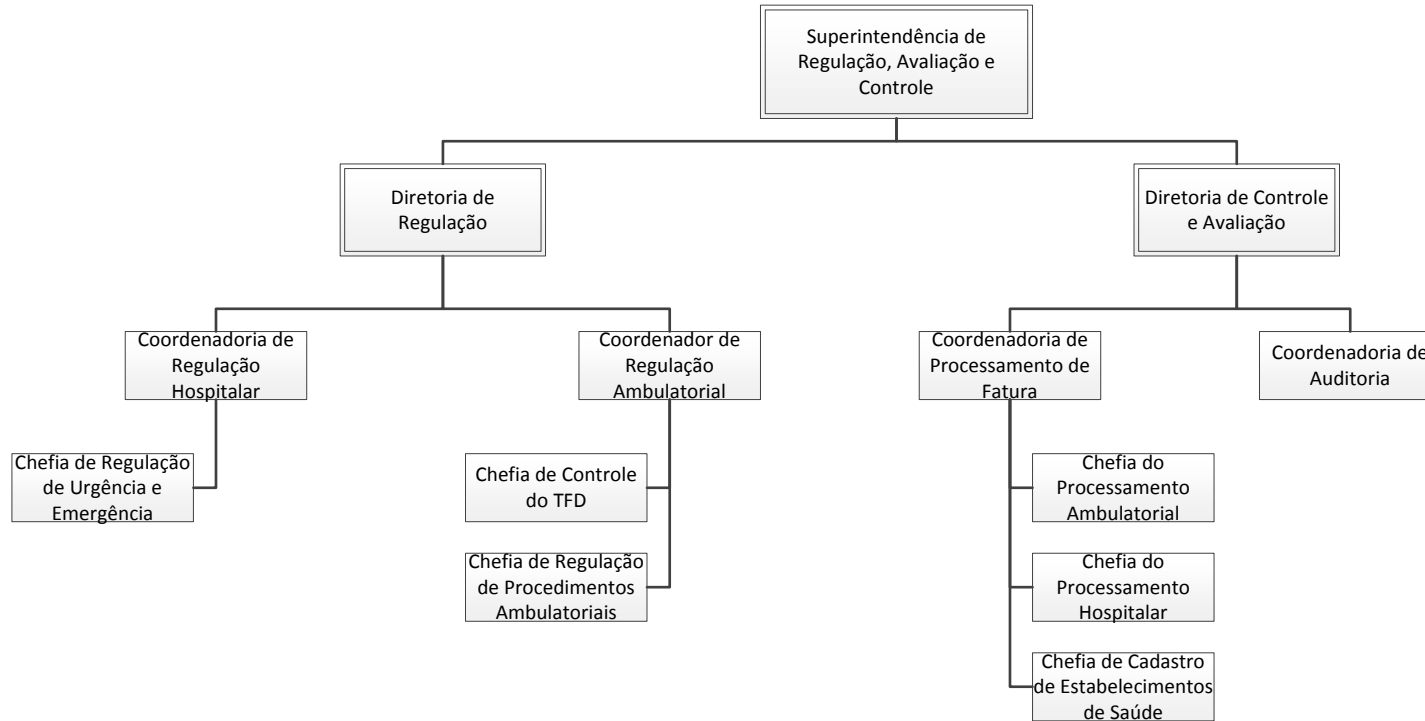 Superintendência de
Regulação, Avaliação e
Controle
Diretoria de
Regulação
Diretoria de Controle
e Avaliação
Coordenadoria de
Regulação
Hospitalar
Coordenador de
Regulação
Ambulatorial
Coordenadoria de
Processamento de
Fatura
Coordenadoria de
Auditoria
Chefia de Regulação
de Urgência e
Emergência
Chefia de Controle
do TFD
Chefia de Regulação
de Procedimentos
Ambulatoriais
Chefia do
Processamento
Ambulatorial
Chefia do
Processamento
Hospitalar
Chefia de Cadastro
de Estabelecimentos
de Saúde